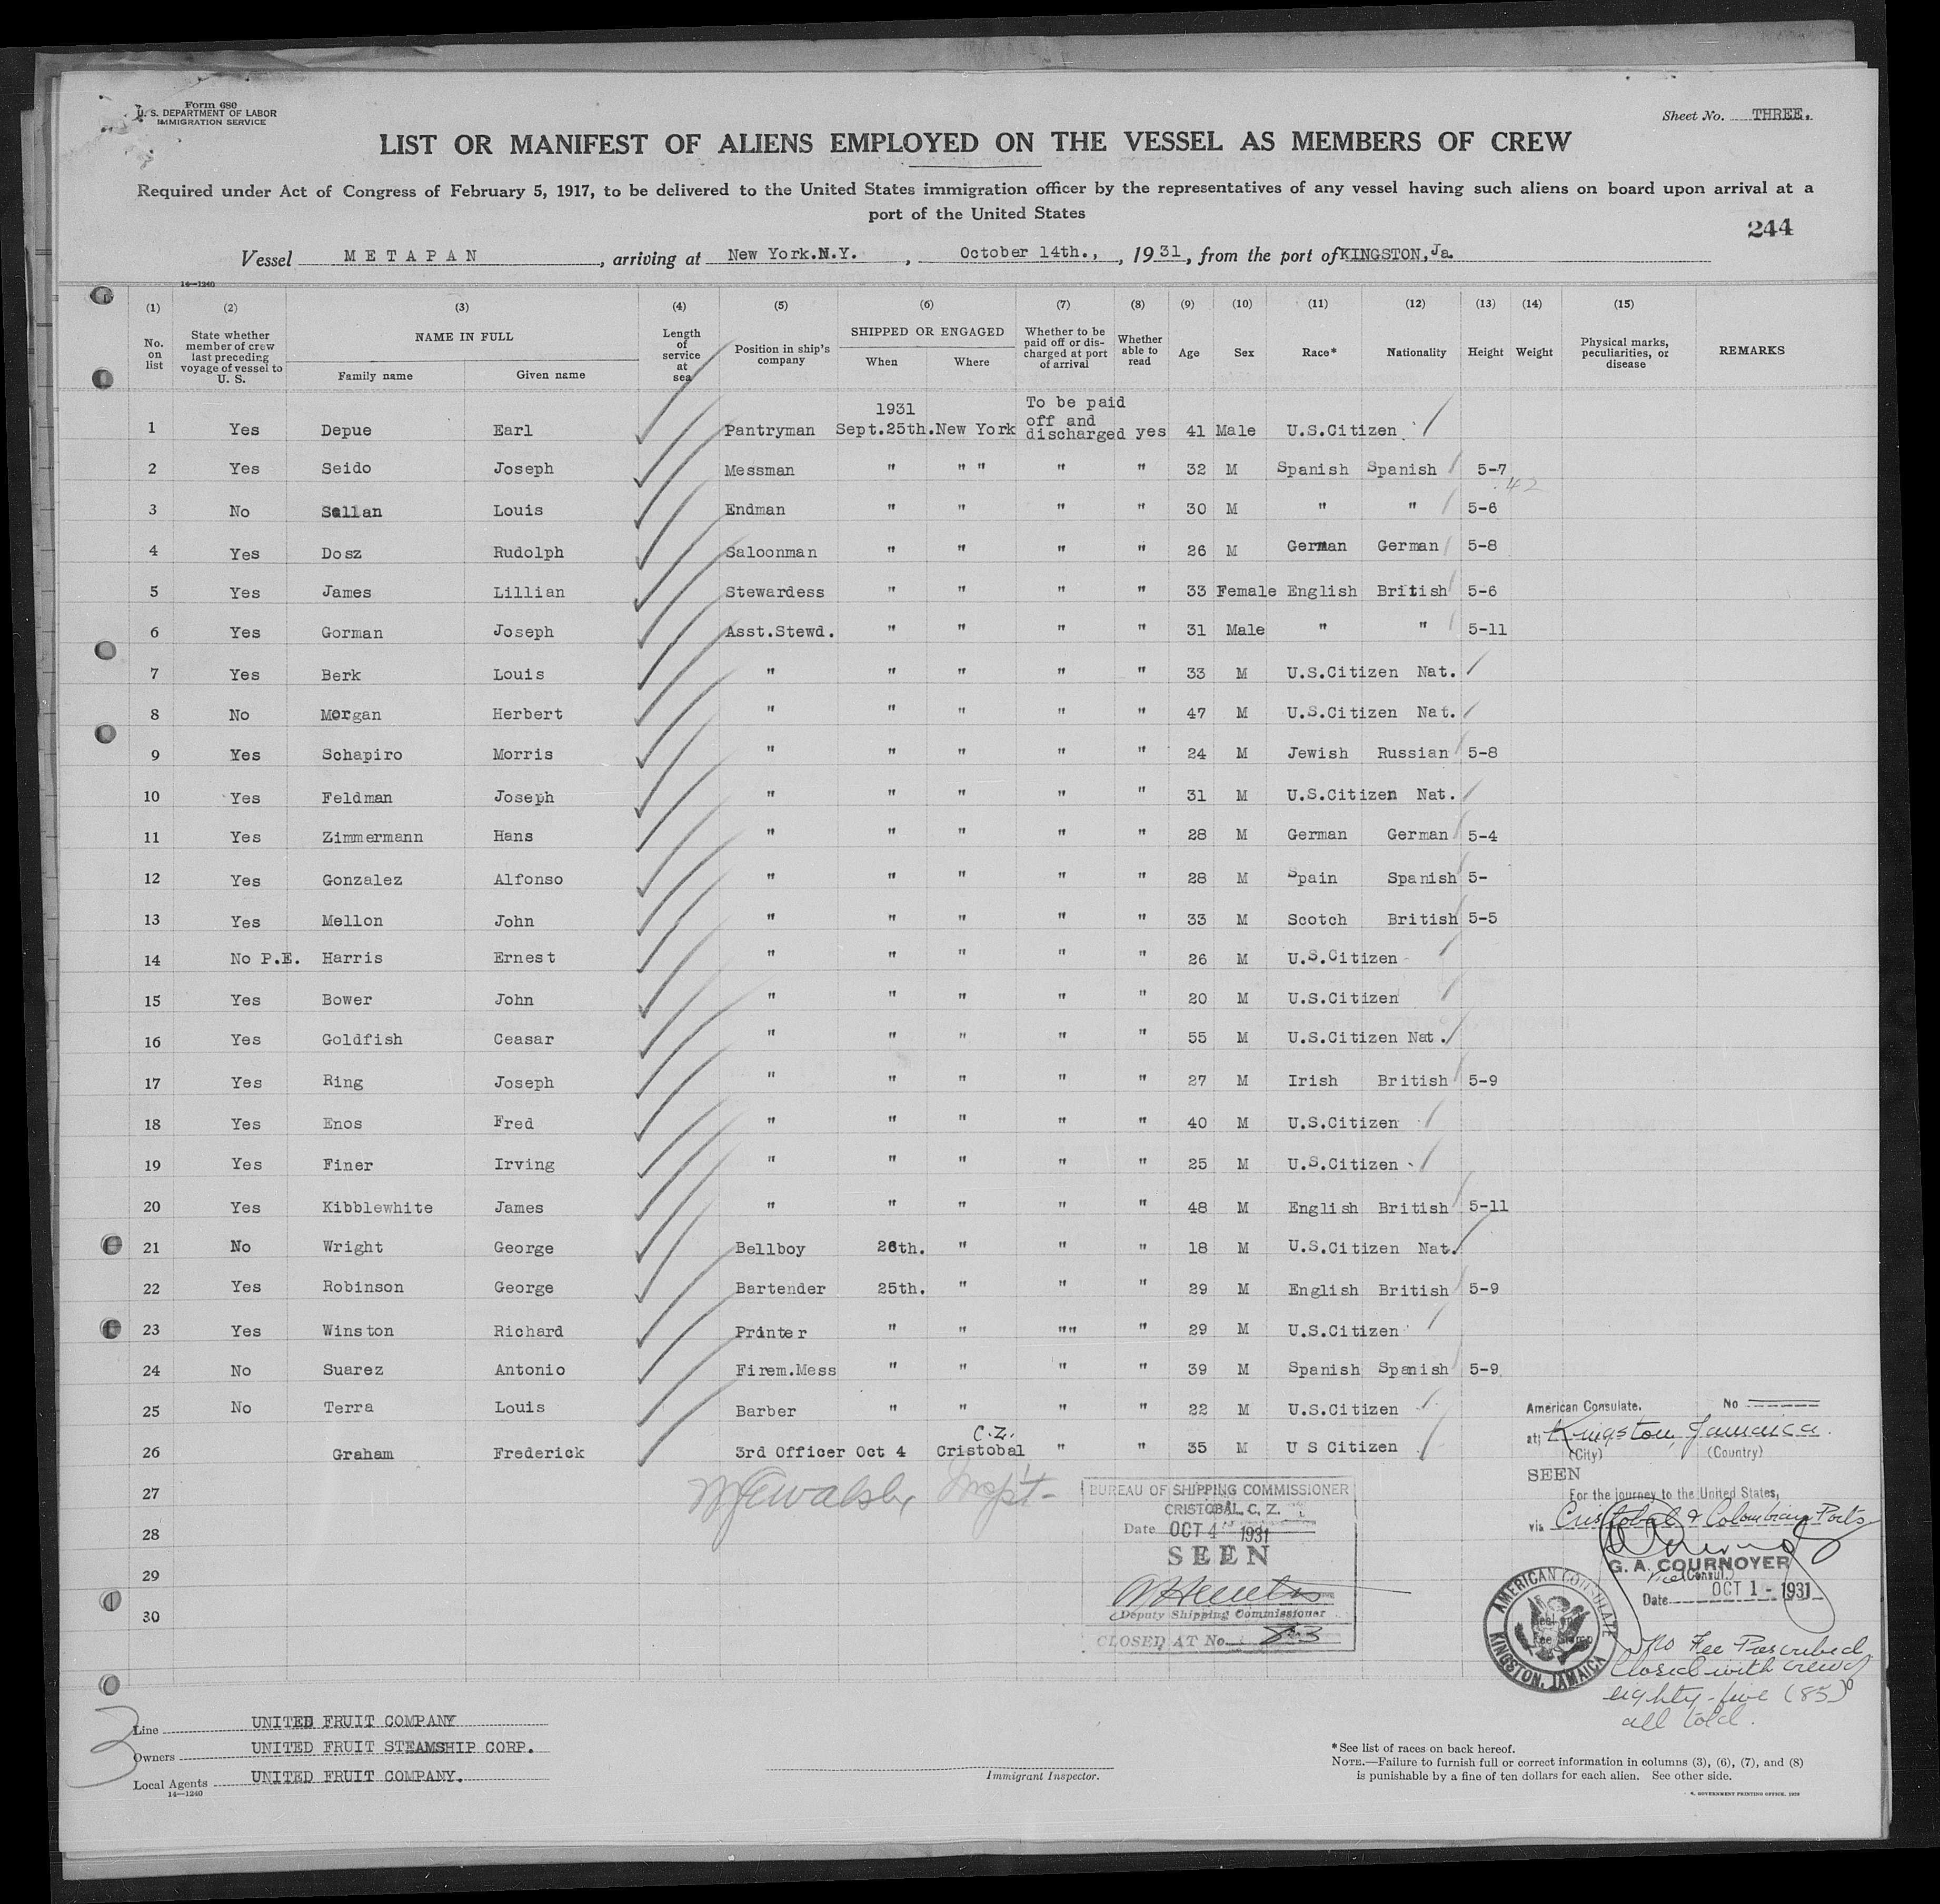 Form 680
U. S. DEPARTMENT OF LABOR
IMMIGRATION SERVICE
Sheet No. THREE.
LIST OR MANIFEST OF ALIENS EMPLOYED ON THE VESSEL AS MEMBERS OF CREW
Required under Act of Congress of February 5, 1917, to be delivered to the United States immigration officer by the representatives of any vessel having such aliens on board upon arrival at a
port of the United States
244
Vessel METAPAN, arriving at New York.N.Y., October 14th., 1931, from the port of KINGSTON,Ja.
14—1240
(1) (2) (3) (4) (5) (6) (7) (8) (9) (10) (11) (12) (13) (14) (15)
No. on list | State whether member of crew last preceding voyage of vessel to U. S. | NAME IN FULL Family name Given name | Length of service at sea | Position in ship's company | SHIPPED OR ENGAGED When Where | Whether to be paid off or discharged at port of arrival | Whether able to read | Age | Sex | Race* | Nationality | Height | Weight | Physical marks, peculiarities, or disease | REMARKS
1 Yes Depue Earl Pantryman 1931 Sept.25th. New York To be paid off and discharged yes 41 Male U.S.Citizen
2 Yes Seido Joseph Messman " " " " " 32 M Spanish Spanish 5-7
42
3 No Sallan Louis Endman " " " " 30 M " " 5-6
4 Yes Dosz Rudolph Saloonman " " " " 26 M German German 5-8
5 Yes James Lillian Stewardess " " " " 33 Female English British 5-6
6 Yes Gorman Joseph Asst.Stewd. " " " " 31 Male " " 5-11
7 Yes Berk Louis " " " " " 33 M U.S.Citizen Nat.
8 No Morgan Herbert " " " " " 47 M U.S.Citizen Nat.
9 Yes Schapiro Morris " " " " " 24 M Jewish Russian 5-8
10 Yes Feldman Joseph " " " " " 31 M U.S.Citizen Nat.
11 Yes Zimmermann Hans " " " " " 28 M German German 5-4
12 Yes Gonzalez Alfonso " " " " " 28 M Spain Spanish 5-
13 Yes Mellon John " " " " " 33 M Scotch British 5-5
14 No P.E. Harris Ernest " " " " " 26 M U.S.Citizen
15 Yes Bower John " " " " " 20 M U.S.Citizen
16 Yes Goldfish Ceasar " " " " " 55 M U.S.Citizen Nat.
17 Yes Ring Joseph " " " " " 27 M Irish British 5-9
18 Yes Enos Fred " " " " " 40 M U.S.Citizen
19 Yes Finer Irving " " " " " 25 M U.S.Citizen
20 Yes Kibblewhite James " " " " " 48 M English British 5-11
21 No Wright George Bellboy 26th. " " " 18 M U.S.Citizen Nat.
22 Yes Robinson George Bartender 25th. " " " 29 M English British 5-9
23 Yes Winston Richard Printer " " "" " 29 M U.S.Citizen
24 No Suarez Antonio Firem.Mess " " " " 39 M Spanish Spanish 5-9
25 No Terra Louis Barber " " " " 22 M U.S.Citizen
26 Graham Frederick 3rd Officer Oct 4 C.Z. Cristobal " " 35 M U S Citizen
27
28
29
30
Insp't-
BUREAU OF SHIPPING COMMISSIONER
CRISTOBAL, C. Z.
Date OCT 4 1931
SEEN
Deputy Shipping Commissioner
CLOSED AT No.
American Consulate. No
at: Kingston, Jamaica.
(City) (Country)
SEEN
For the journey to the United States,
via Cristobal & Colombian Ports
G. A. COURNOYER
Vice Consul.
Date OCT 1 - 1931
AMERICAN CONSULATE
KINGSTON, JAMAICA
No Fee Prescribed
Closed with crew of
eighty-five (85)
all told.
3
Line UNITED FRUIT COMPANY
Owners UNITED FRUIT STEAMSHIP CORP.
Local Agents UNITED FRUIT COMPANY.
14—1240
Immigrant Inspector.
*See list of races on back hereof.
NOTE.—Failure to furnish full or correct information in columns (3), (6), (7), and (8)
is punishable by a fine of ten dollars for each alien. See other side.